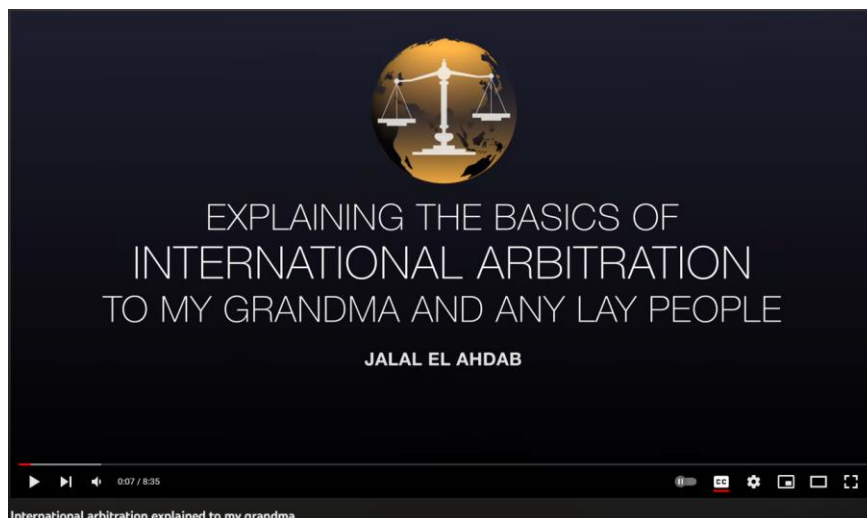 EXPLAINING THE BASICS OF
INTERNATIONAL ARBITRATION
TO MY GRANDMA AND ANY LAY PEOPLE
JALAL EL AHDAB
0:07 / 8:35
CC
International arbitration explained to my grandma